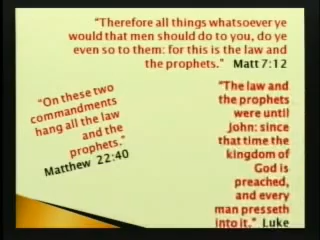 "Therefore all things whatsoever ye
would that men should do to you, do ye
even so to them: for this is the law and
the prophets." Matt 7:12
"On these two
commandments
hang all the law
and the
prophets."
Matthew 22:40
"The law and
the prophets
were until
John: since
that time the
kingdom of
God is
preached,
and every
man presseth
into it." Luke